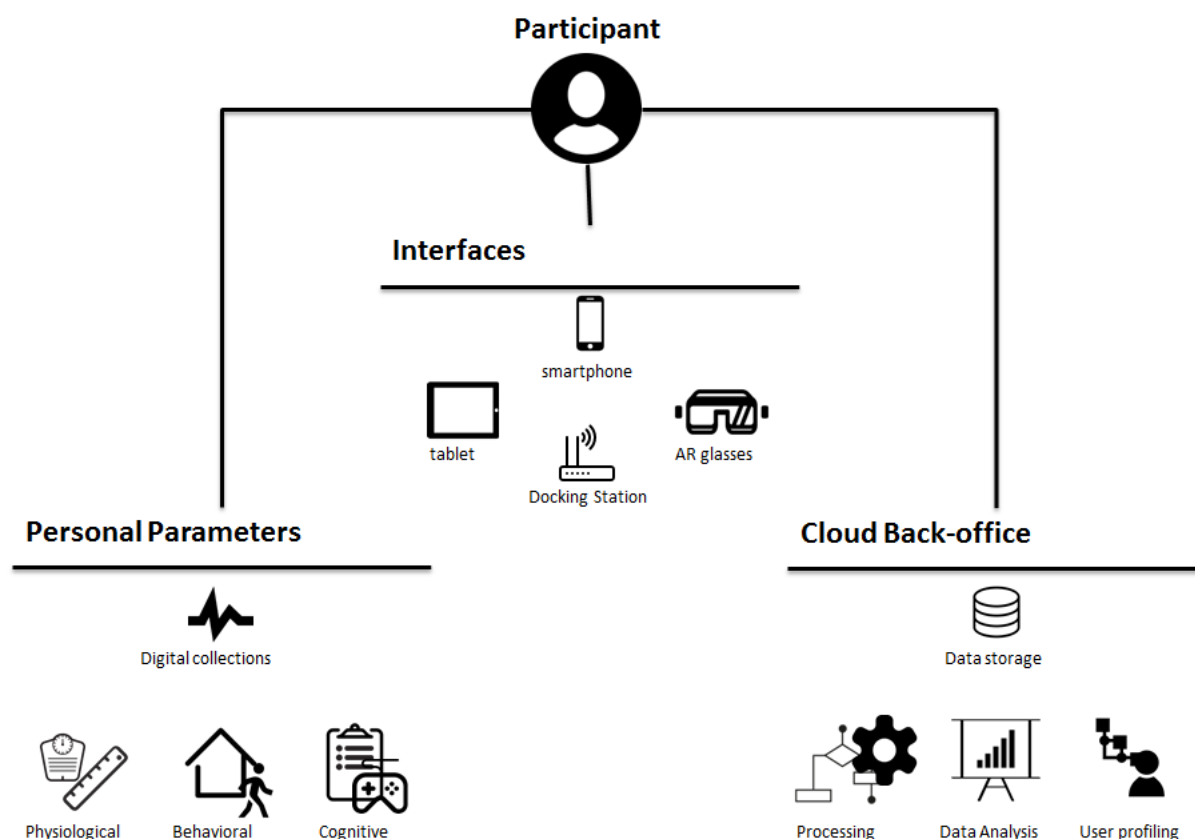 Participant
Interfaces
smartphone
tablet
AR glasses
Docking Station
Personal Parameters
Cloud Back-office
Digital collections
Data storage
Physiological
Behavioral
Cognitive
Processing
Data Analysis
User profiling